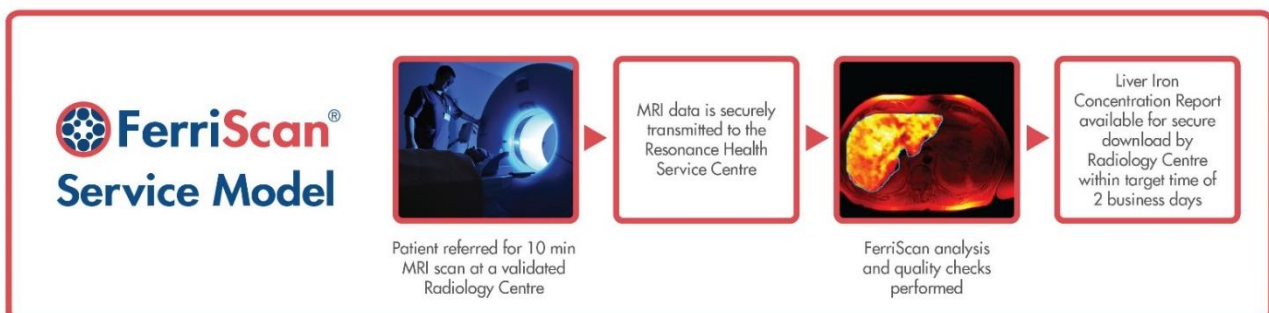 FerriScan®
Service Model
Patient referred for 10 min
MRI scan at a validated
Radiology Centre
MRI data is securely
transmitted to the
Resonance Health
Service Centre
FerriScan analysis
and quality checks
performed
Liver Iron
Concentration Report
available for secure
download by
Radiology Centre
within target time of
2 business days